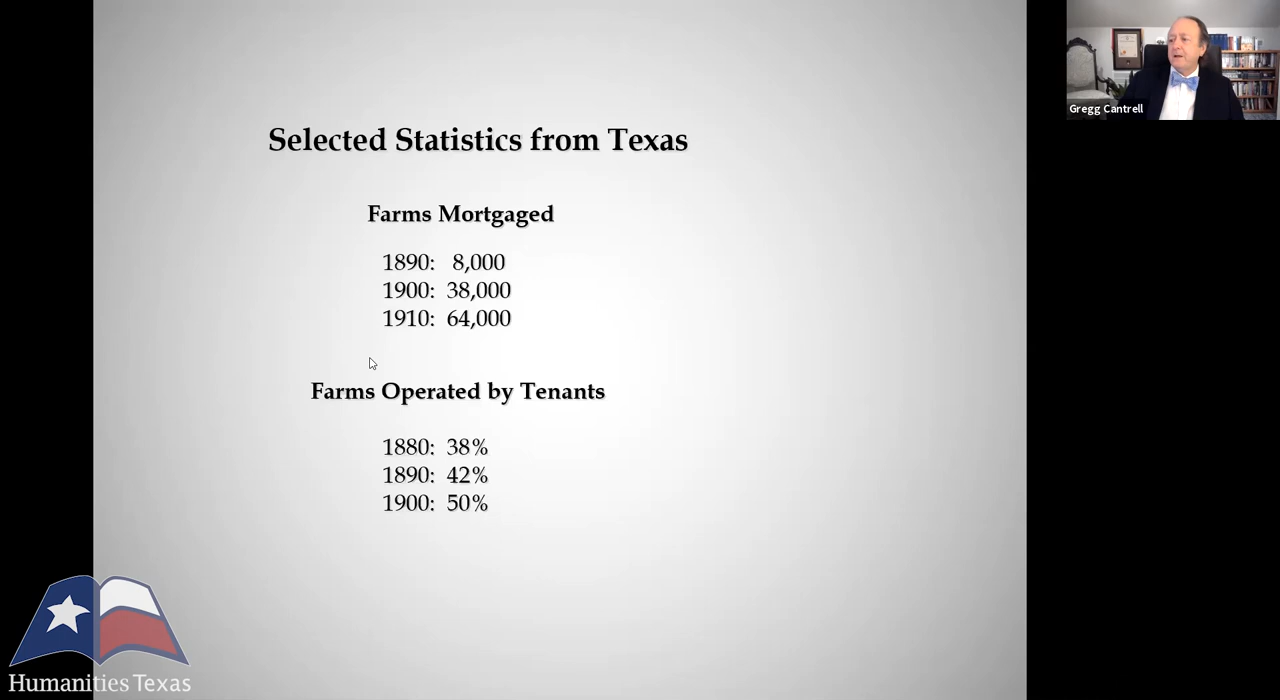 Selected Statistics from Texas
Farms Mortgaged
1890: 8,000
1900: 38,000
1910: 64,000
Farms Operated by Tenants
1880: 38%
1890: 42%
1900: 50%
Gregg Cantrell
Humanities Texas